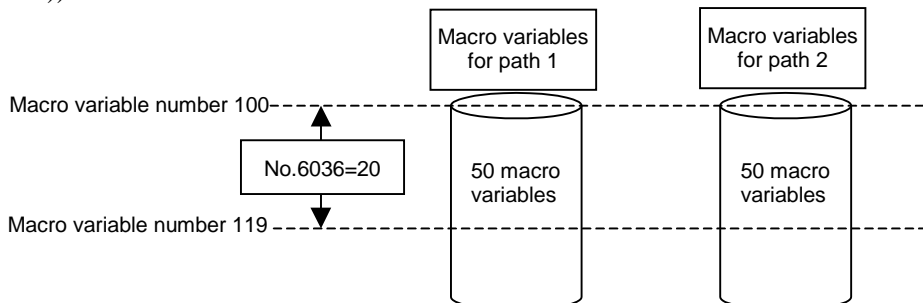 Macro variables
for path 1
Macro variables
for path 2
Macro variable number 100
No.6036=20
50 macro
variables
50 macro
variables
Macro variable number 119